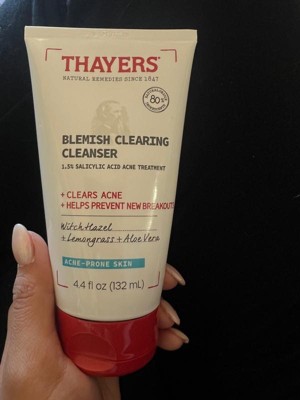 THAYERS®
NATURAL REMEDIES SINCE 1847
80%
BLEMISH CLEARING
CLEANSER
1.5% SALICYLIC ACID ACNE TREATMENT
+ CLEARS ACNE
+ HELPS PREVENT NEW BREAKOUT
Witch Hazel
+ Lemongrass + Aloe Vera
ACNE-PRONE SKIN
4.4 fl oz (132 mL)